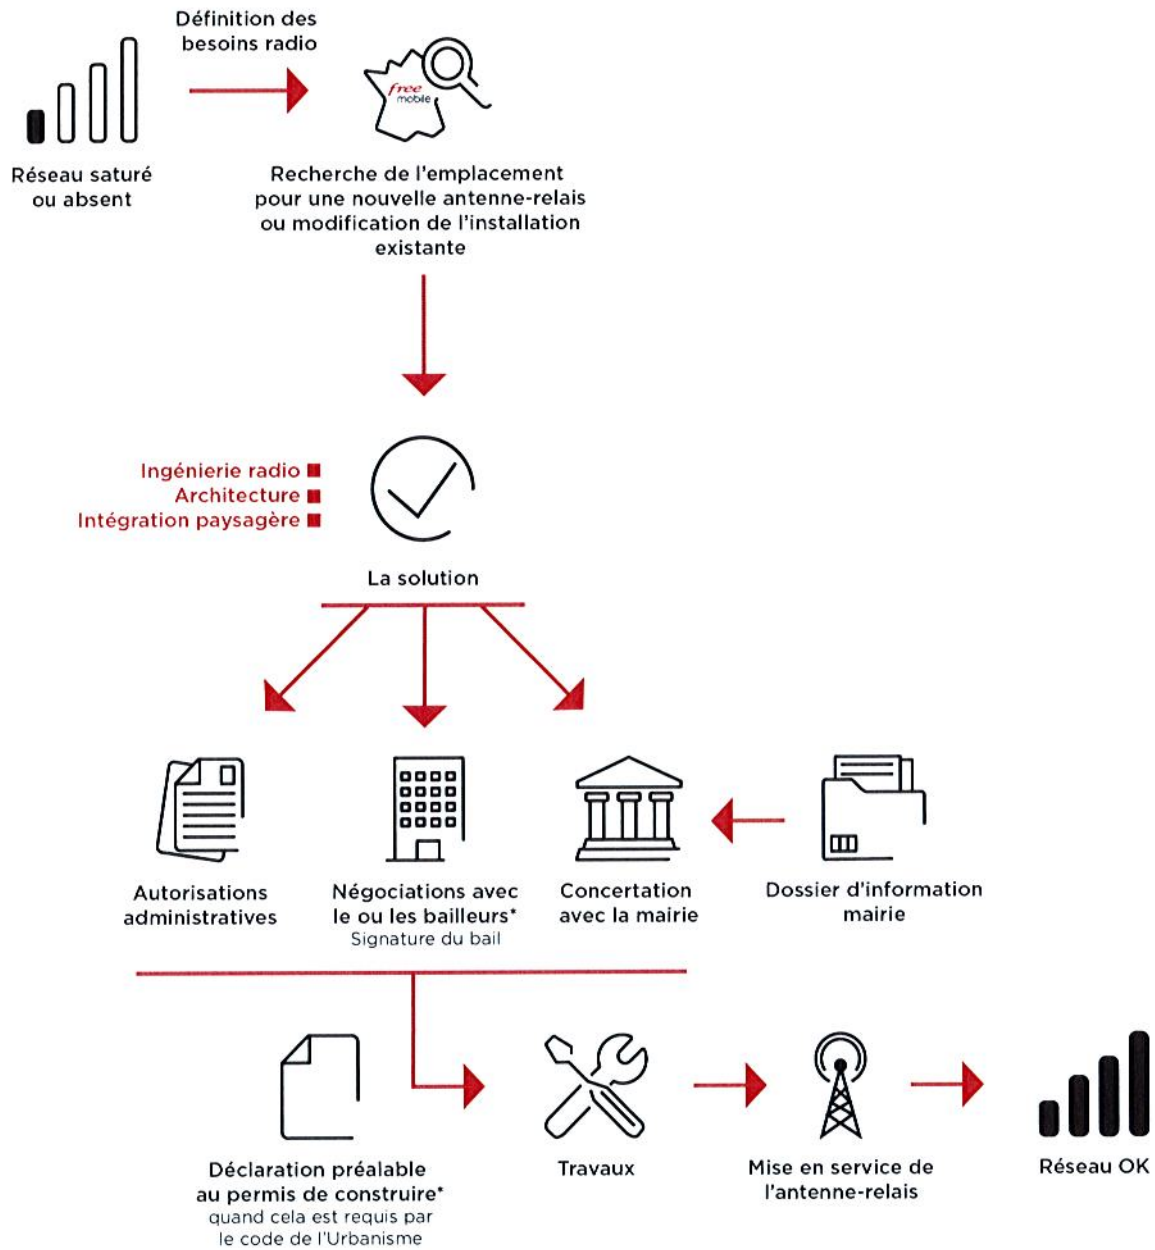 Définition des
besoins radio
free
mobile
Réseau saturé
ou absent
Recherche de l'emplacement
pour une nouvelle antenne-relais
ou modification de l'installation
existante
Ingénierie radio
Architecture
Intégration paysagère
La solution
Autorisations
administratives
Négociations avec
le ou les bailleurs*
Signature du bail
Concertation
avec la mairie
Dossier d'information
mairie
Déclaration préalable
au permis de construire*
quand cela est requis par
le code de l'Urbanisme
Travaux
Mise en service de
l'antenne-relais
Réseau OK